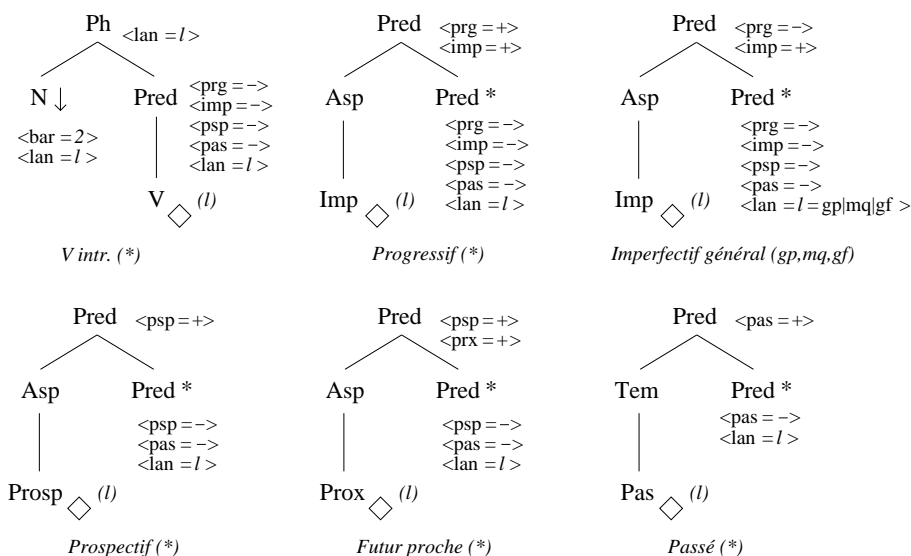 Ph <lan = l >
N ↓ Pred
<bar = 2 >
<lan = l >
<prg = −>
<imp = −>
<psp = −>
<pas = −>
<lan = l >
V ◇ (l)
V intr. (*)
Pred <prg = +>
<imp = +>
Asp Pred *
<prg = −>
<imp = −>
<psp = −>
<pas = −>
<lan = l >
Imp ◇ (l)
Progressif (*)
Pred <prg = −>
<imp = +>
Asp Pred *
<prg = −>
<imp = −>
<psp = −>
<pas = −>
<lan = l = gp|mq|gf >
Imp ◇ (l)
Imperfectif général (gp,mq,gf)
Pred <psp = +>
Asp Pred *
<psp = −>
<pas = −>
<lan = l >
Prosp ◇ (l)
Prospectif (*)
Pred <psp = +>
<prx = +>
Asp Pred *
<psp = −>
<pas = −>
<lan = l >
Prox ◇ (l)
Futur proche (*)
Pred <pas = +>
Tem Pred *
<pas = −>
<lan = l >
Pas ◇ (l)
Passé (*)